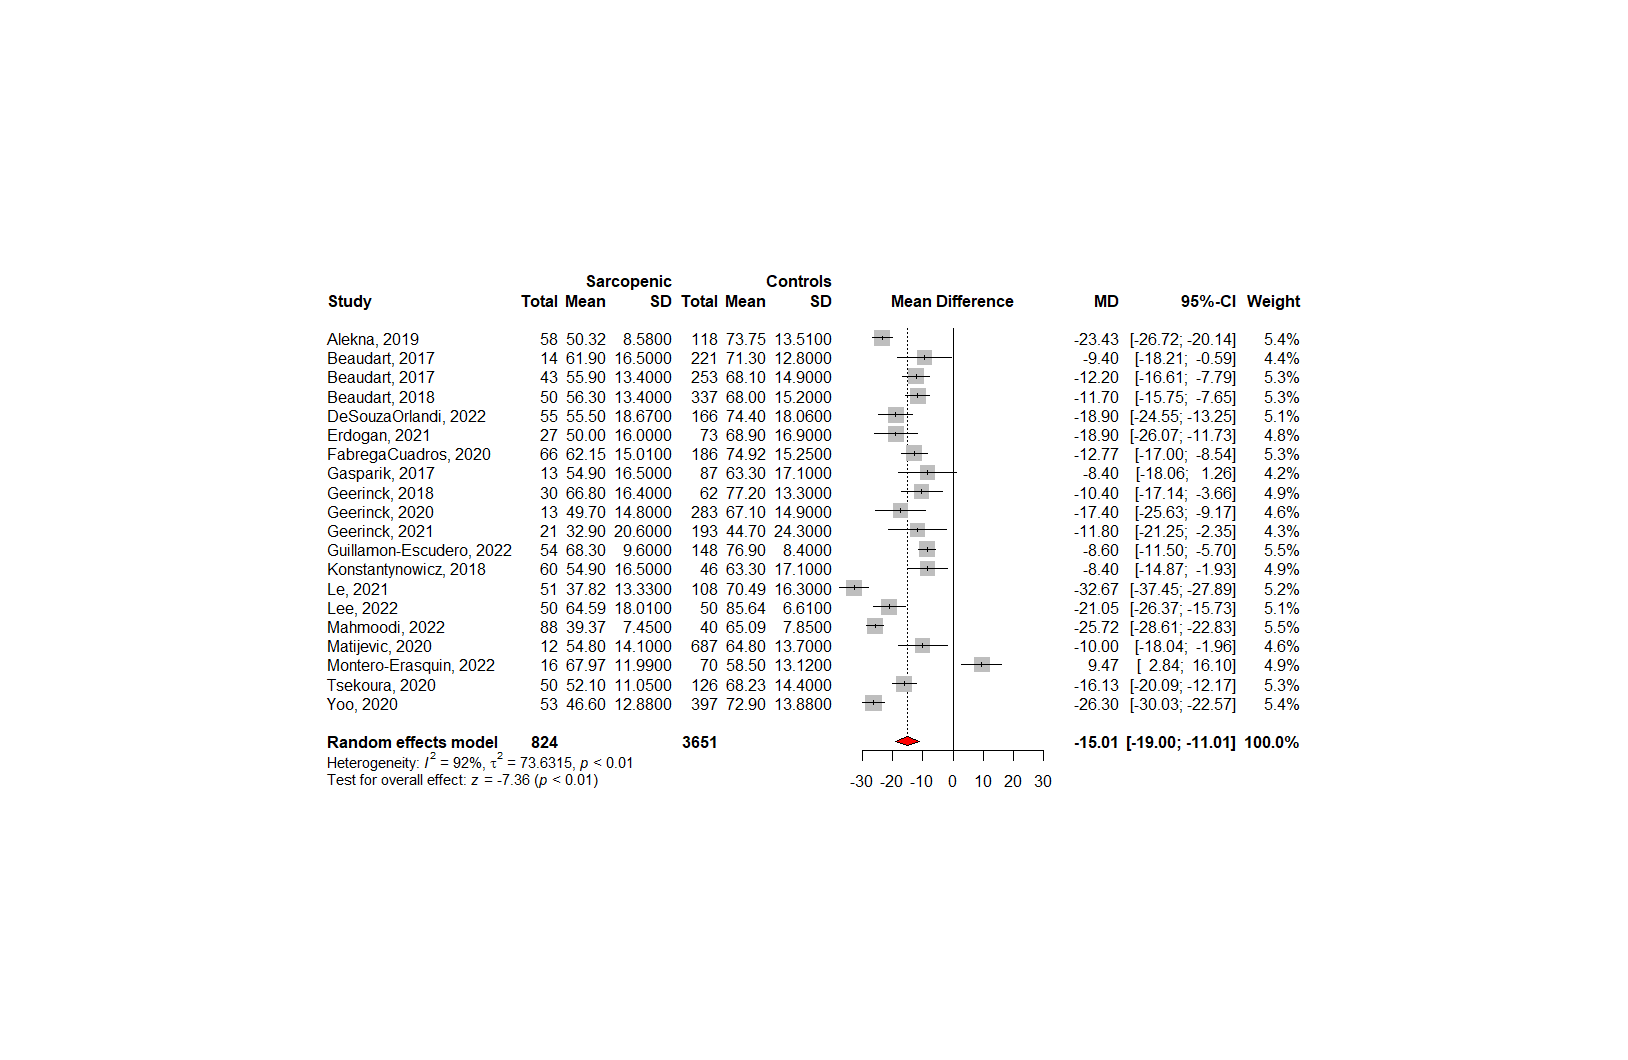 Sarcopenic Controls
Study Total Mean SD Total Mean SD Mean Difference MD 95%-CI Weight
Alekna, 2019 58 50.32 8.5800 118 73.75 13.5100 -23.43 [-26.72; -20.14] 5.4%
Beaudart, 2017 14 61.90 16.5000 221 71.30 12.8000 -9.40 [-18.21; -0.59] 4.4%
Beaudart, 2017 43 55.90 13.4000 253 68.10 14.9000 -12.20 [-16.61; -7.79] 5.3%
Beaudart, 2018 50 56.30 13.4000 337 68.00 15.2000 -11.70 [-15.75; -7.65] 5.3%
DeSouzaOrlandi, 2022 55 55.50 18.6700 166 74.40 18.0600 -18.90 [-24.55; -13.25] 5.1%
Erdogan, 2021 27 50.00 16.0000 73 68.90 16.9000 -18.90 [-26.07; -11.73] 4.8%
FabregaCuadros, 2020 66 62.15 15.0100 186 74.92 15.2500 -12.77 [-17.00; -8.54] 5.3%
Gasparik, 2017 13 54.90 16.5000 87 63.30 17.1000 -8.40 [-18.06; 1.26] 4.2%
Geerinck, 2018 30 66.80 16.4000 62 77.20 13.3000 -10.40 [-17.14; -3.66] 4.9%
Geerinck, 2020 13 49.70 14.8000 283 67.10 14.9000 -17.40 [-25.63; -9.17] 4.6%
Geerinck, 2021 21 32.90 20.6000 193 44.70 24.3000 -11.80 [-21.25; -2.35] 4.3%
Guillamon-Escudero, 2022 54 68.30 9.6000 148 76.90 8.4000 -8.60 [-11.50; -5.70] 5.5%
Konstantynowicz, 2018 60 54.90 16.5000 46 63.30 17.1000 -8.40 [-14.87; -1.93] 4.9%
Le, 2021 51 37.82 13.3300 108 70.49 16.3000 -32.67 [-37.45; -27.89] 5.2%
Lee, 2022 50 64.59 18.0100 50 85.64 6.6100 -21.05 [-26.37; -15.73] 5.1%
Mahmoodi, 2022 88 39.37 7.4500 40 65.09 7.8500 -25.72 [-28.61; -22.83] 5.5%
Matijevic, 2020 12 54.80 14.1000 687 64.80 13.7000 -10.00 [-18.04; -1.96] 4.9%
Montero-Erasquin, 2022 16 67.97 11.9900 70 58.50 13.1200 9.47 [ 2.84; 16.10] 4.9%
Tsekoura, 2020 50 52.10 11.0500 126 68.23 14.4000 -16.13 [-20.09; -12.17] 5.3%
Yoo, 2020 53 46.60 12.8800 397 72.90 13.8800 -26.30 [-30.03; -22.57] 5.4%
Random effects model 824 3651 -15.01 [-19.00; -11.01] 100.0%
Heterogeneity: I² = 92%, τ² = 73.6315, p < 0.01
Test for overall effect: z = -7.36 (p < 0.01)
-30 -20 -10 0 10 20 30